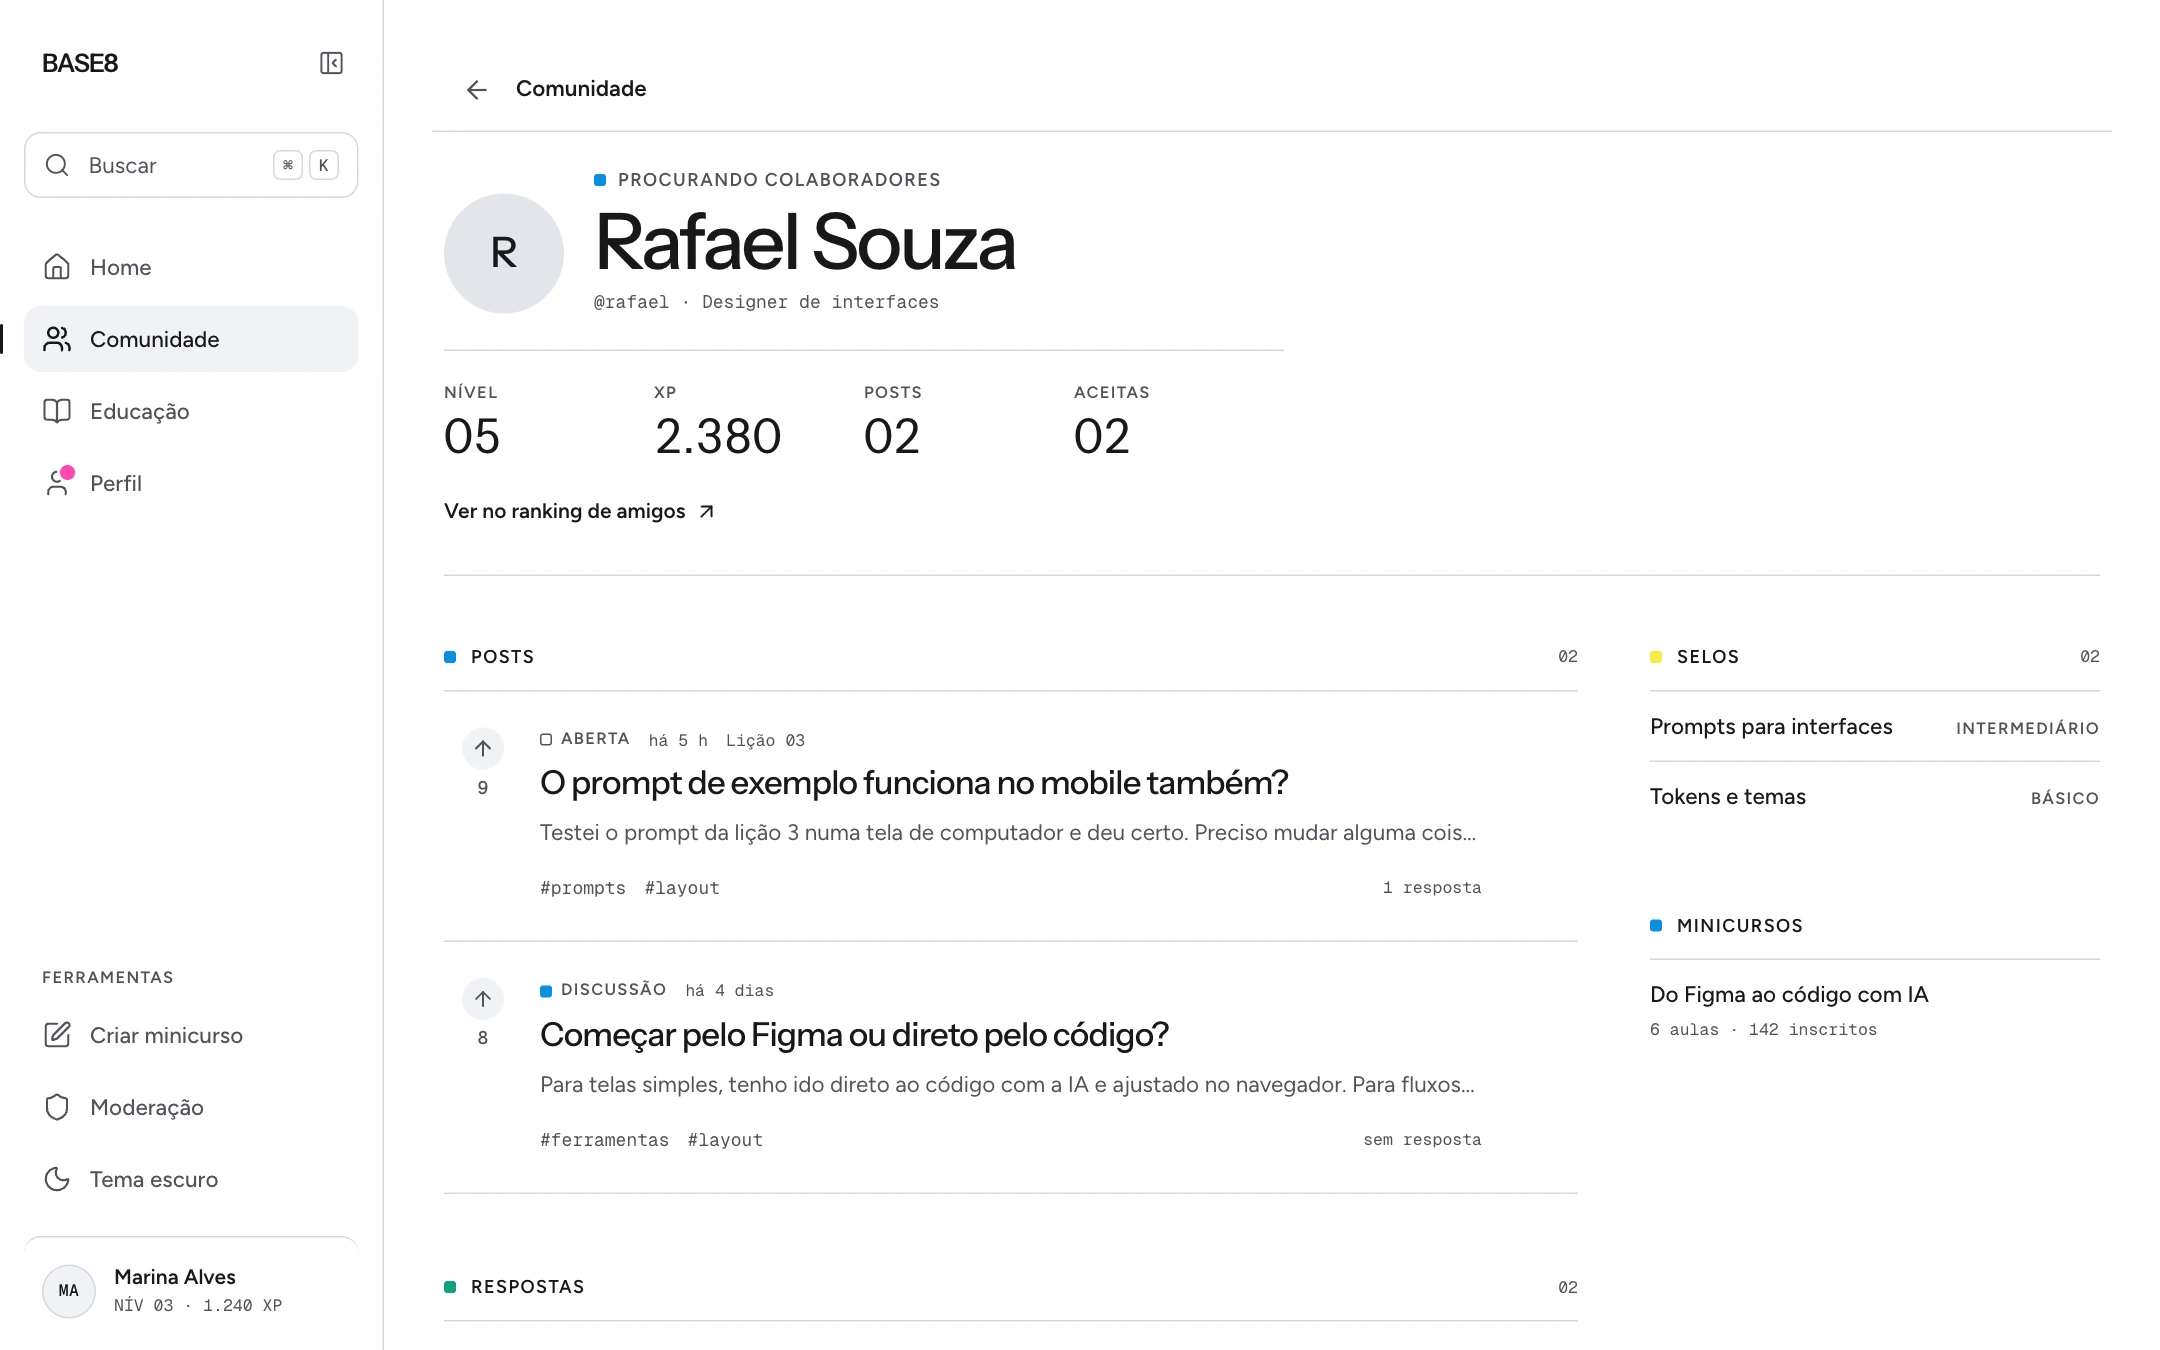 BASE8
Buscar ⌘ K
Home
Comunidade
Educação
Perfil
FERRAMENTAS
Criar minicurso
Moderação
Tema escuro
MA
Marina Alves
NÍV 03 · 1.240 XP
Comunidade
R
PROCURANDO COLABORADORES
Rafael Souza
@rafael · Designer de interfaces
NÍVEL XP POSTS ACEITAS
05 2.380 02 02
Ver no ranking de amigos
POSTS 02
ABERTA há 5 h Lição 03
9
O prompt de exemplo funciona no mobile também?
Testei o prompt da lição 3 numa tela de computador e deu certo. Preciso mudar alguma cois...
#prompts #layout 1 resposta
DISCUSSÃO há 4 dias
8
Começar pelo Figma ou direto pelo código?
Para telas simples, tenho ido direto ao código com a IA e ajustado no navegador. Para fluxos...
#ferramentas #layout sem resposta
RESPOSTAS 02
SELOS 02
Prompts para interfaces INTERMEDIÁRIO
Tokens e temas BÁSICO
MINICURSOS
Do Figma ao código com IA
6 aulas · 142 inscritos